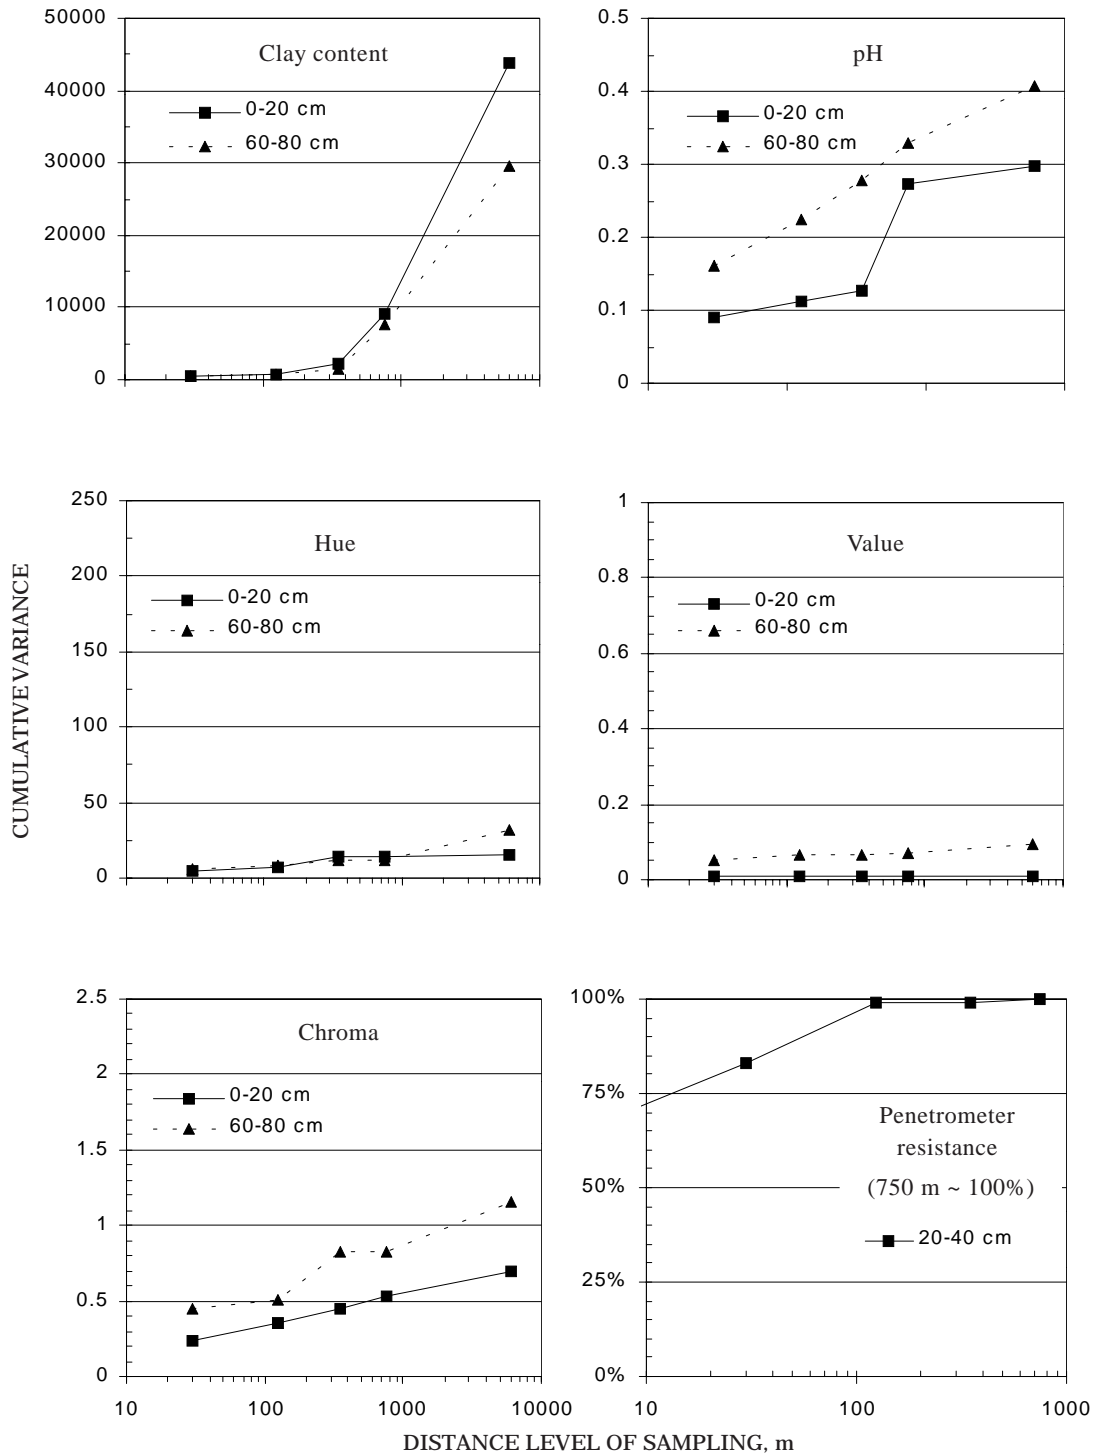 50000
40000
30000
20000
10000
0
Clay content
0-20 cm
60-80 cm
0.5
0.4
0.3
0.2
0.1
0
pH
0-20 cm
60-80 cm
CUMULATIVE VARIANCE
250
200
150
100
50
0
Hue
0-20 cm
60-80 cm
10
100
1000
10000
1
0.8
0.6
0.4
0.2
0
Value
0-20 cm
60-80 cm
2.5
2
1.5
1
0.5
0
Chroma
0-20 cm
60-80 cm
10
100
1000
10000
100%
75%
50%
25%
0%
Penetrometer
resistance
(750 m ~ 100%)
20-40 cm
10
100
1000
DISTANCE LEVEL OF SAMPLING, m